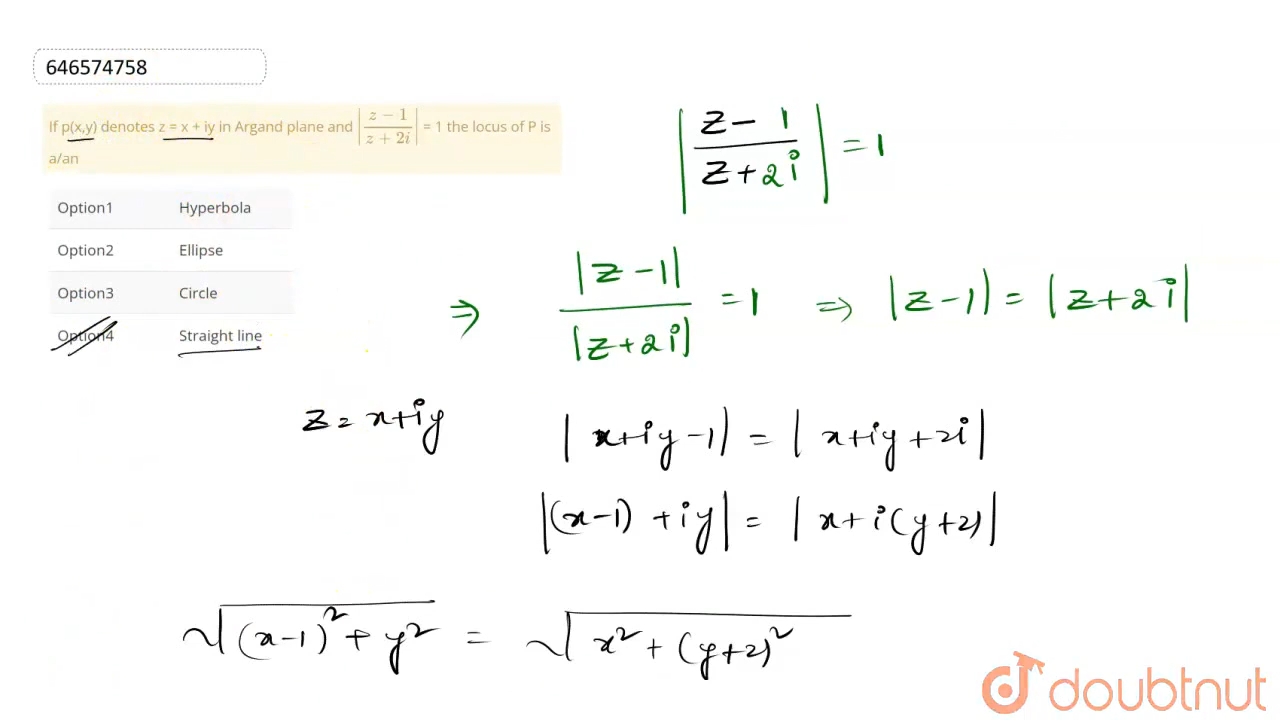 646574758
If p(x,y) denotes z = x + iy in Argand plane and |(z − 1)/(z + 2i)| = 1 the locus of P is
a/an
Option1 Hyperbola
Option2 Ellipse
Option3 Circle
Option4 Straight line
|(z − 1)/(z + 2i)| = 1
⇒ |z − 1|/|z + 2i| = 1 ⇒ |z − 1| = |z + 2i|
z = x + iy
|x + iy − 1| = |x + iy + 2i|
|(x − 1) + iy| = |x + i(y + 2)|
√((x − 1)² + y²) = √(x² + (y + 2)²)
doubtnut